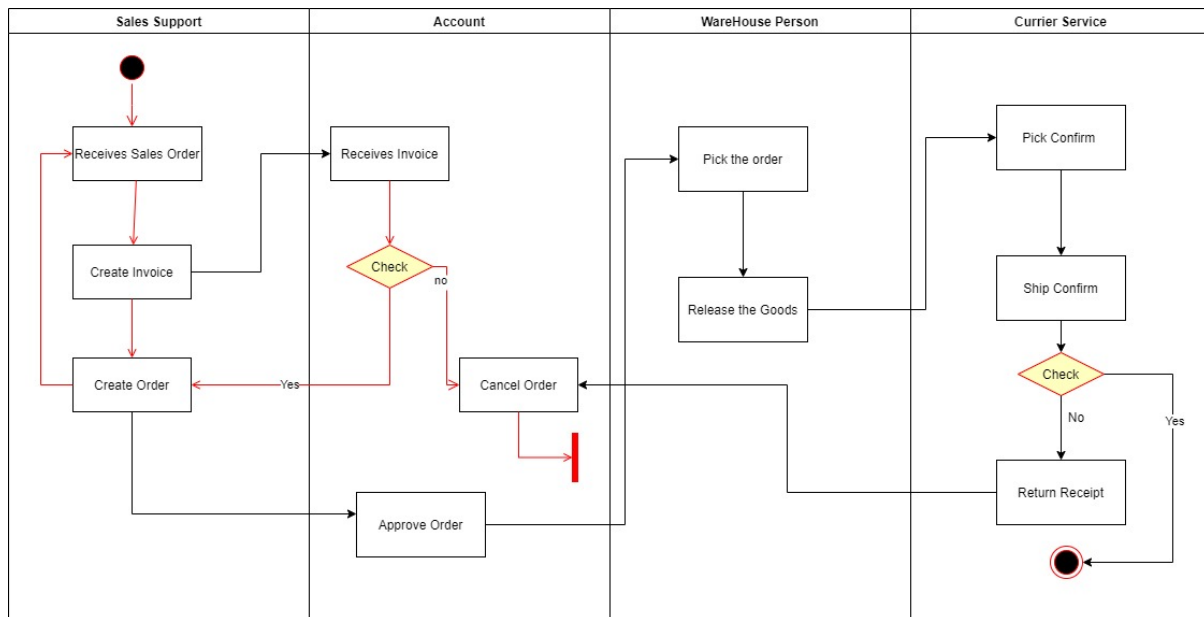 Sales Support
Account
WareHouse Person
Currier Service
Receives Sales Order
Receives Invoice
Pick the order
Pick Confirm
Create Invoice
Check
no
Release the Goods
Ship Confirm
Create Order
Yes
Cancel Order
Check
No
Yes
Approve Order
Return Receipt